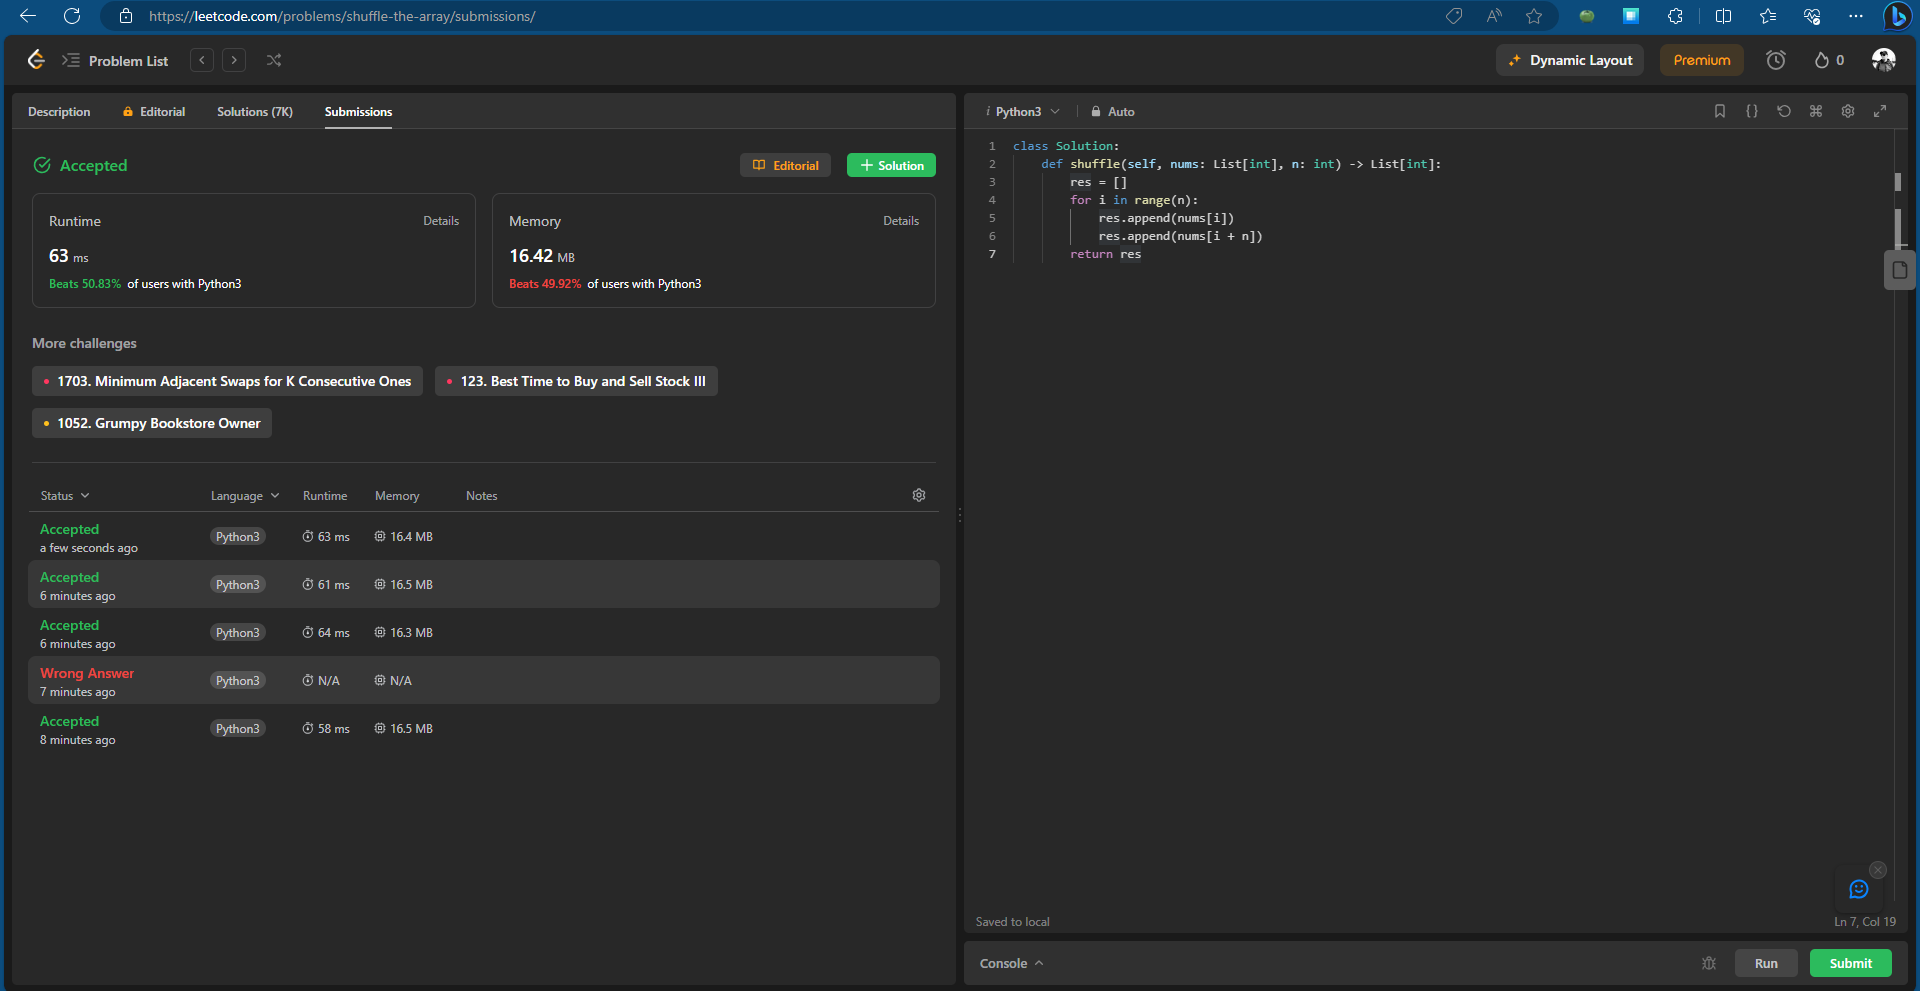 https://leetcode.com/problems/shuffle-the-array/submissions/
Problem List
Dynamic Layout
Premium
0
Description
Editorial
Solutions (7K)
Submissions
Accepted
Editorial
+ Solution
Runtime
Details
63 ms
Beats 50.83% of users with Python3
Memory
Details
16.42 MB
Beats 49.92% of users with Python3
More challenges
1703. Minimum Adjacent Swaps for K Consecutive Ones
123. Best Time to Buy and Sell Stock III
1052. Grumpy Bookstore Owner
Status Language Runtime Memory Notes
Accepted
a few seconds ago
Python3 63 ms 16.4 MB
Accepted
6 minutes ago
Python3 61 ms 16.5 MB
Accepted
6 minutes ago
Python3 64 ms 16.3 MB
Wrong Answer
7 minutes ago
Python3 N/A N/A
Accepted
8 minutes ago
Python3 58 ms 16.5 MB
i Python3
Auto
1 class Solution:
2     def shuffle(self, nums: List[int], n: int) -> List[int]:
3         res = []
4         for i in range(n):
5             res.append(nums[i])
6             res.append(nums[i + n])
7         return res
Saved to local
Ln 7, Col 19
Console
Run
Submit